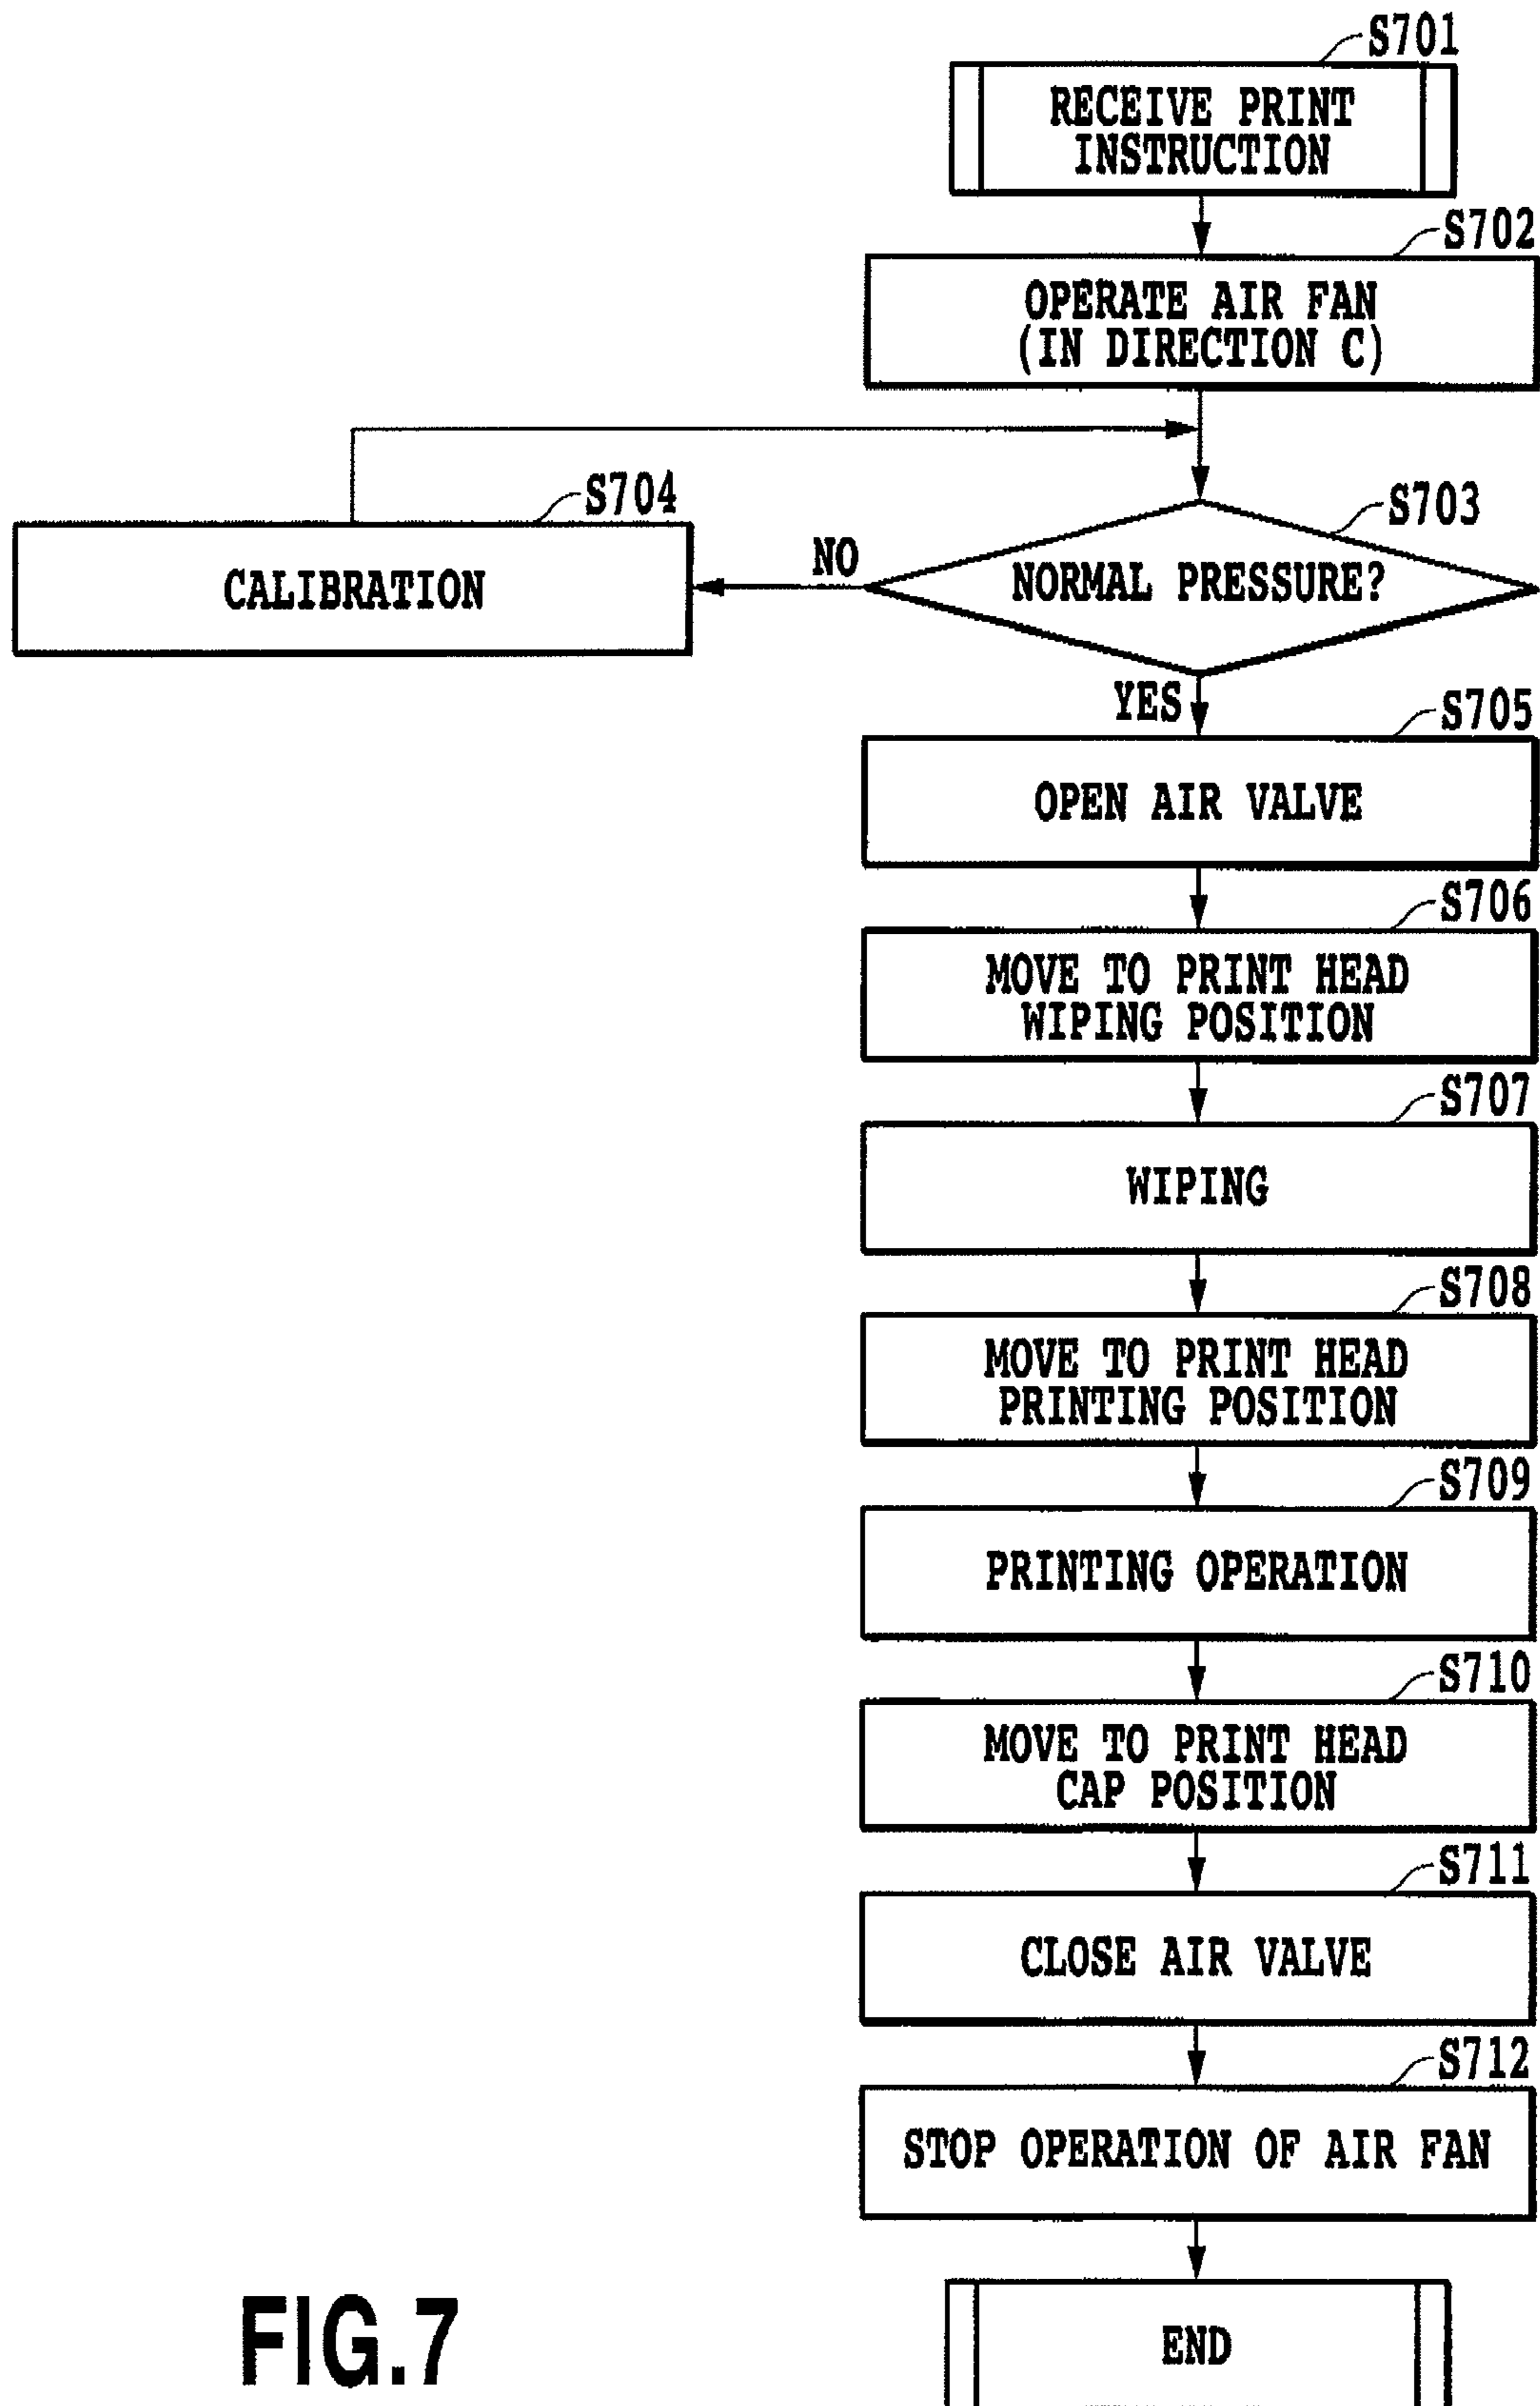 S701
RECEIVE PRINT
INSTRUCTION
S702
OPERATE AIR FAN
(IN DIRECTION C)
S704
CALIBRATION
NO
S703
NORMAL PRESSURE?
YES
S705
OPEN AIR VALVE
S706
MOVE TO PRINT HEAD
WIPING POSITION
S707
WIPING
S708
MOVE TO PRINT HEAD
PRINTING POSITION
S709
PRINTING OPERATION
S710
MOVE TO PRINT HEAD
CAP POSITION
S711
CLOSE AIR VALVE
S712
STOP OPERATION OF AIR FAN
END
FIG.7